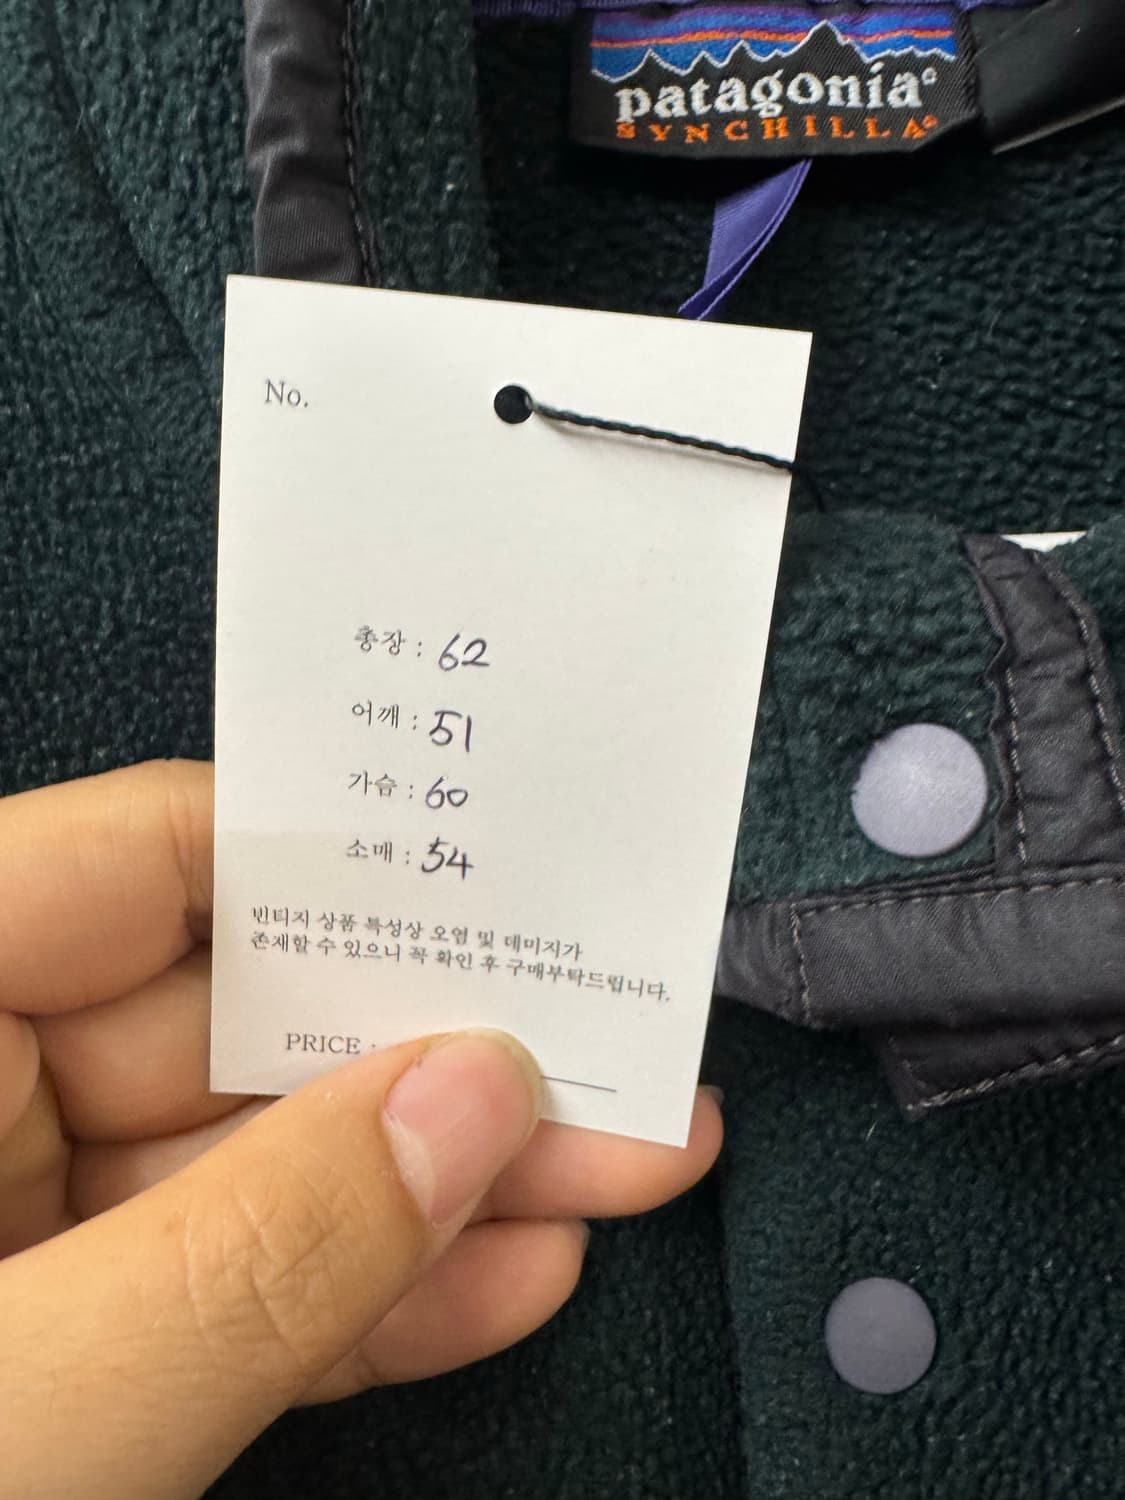 patagonia®
SYNCHILLA®
No.
총장 : 62
어깨 : 51
가슴 : 60
소매 : 54
빈티지 상품 특성상 오염 및 데미지가
존재할 수 있으니 꼭 확인 후 구매부탁드립니다.
PRICE :